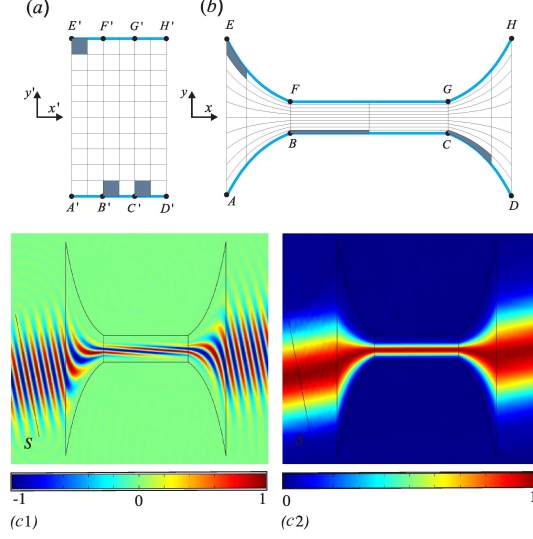 (a)
(b)
E' F' G' H'
E
H
y'
x'
y
x
F
G
B
C
A' B' C' D'
A
D
S
S
-1 0 1
0 1
(c1)
(c2)